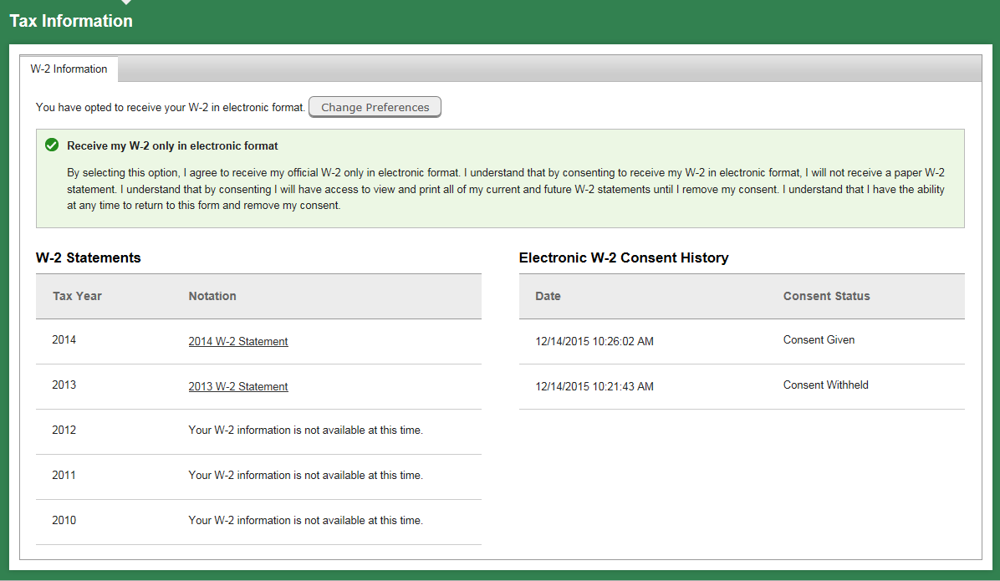 Tax Information
W-2 Information
You have opted to receive your W-2 in electronic format. Change Preferences
Receive my W-2 only in electronic format
By selecting this option, I agree to receive my official W-2 only in electronic format. I understand that by consenting to receive my W-2 in electronic format, I will not receive a paper W-2
statement. I understand that by consenting I will have access to view and print all of my current and future W-2 statements until I remove my consent. I understand that I have the ability
at any time to return to this form and remove my consent.
W-2 Statements
Tax Year Notation
2014 2014 W-2 Statement
2013 2013 W-2 Statement
2012 Your W-2 information is not available at this time.
2011 Your W-2 information is not available at this time.
2010 Your W-2 information is not available at this time.
Electronic W-2 Consent History
Date Consent Status
12/14/2015 10:26:02 AM Consent Given
12/14/2015 10:21:43 AM Consent Withheld